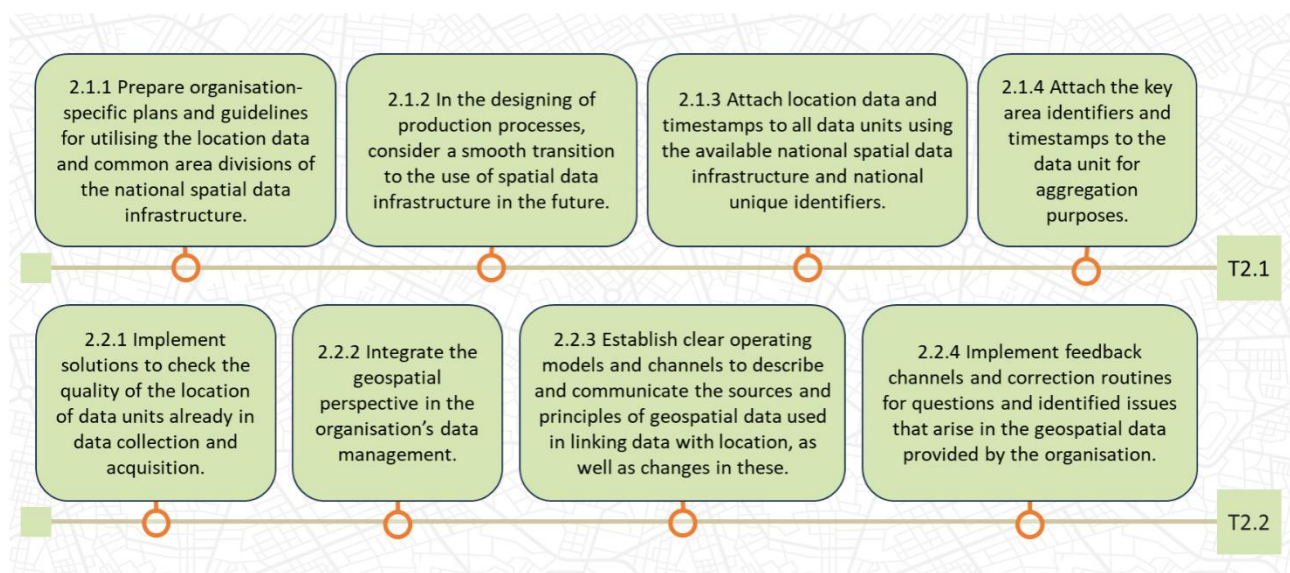 2.1.1 Prepare organisation-
specific plans and guidelines
for utilising the location data
and common area divisions of
the national spatial data
infrastructure.
2.1.2 In the designing of
production processes,
consider a smooth transition
to the use of spatial data
infrastructure in the future.
2.1.3 Attach location data and
timestamps to all data units using
the available national spatial data
infrastructure and national
unique identifiers.
2.1.4 Attach the key
area identifiers and
timestamps to the
data unit for
aggregation
purposes.
T2.1
2.2.1 Implement
solutions to check the
quality of the location
of data units already in
data collection and
acquisition.
2.2.2 Integrate the
geospatial
perspective in the
organisation’s data
management.
2.2.3 Establish clear operating
models and channels to describe
and communicate the sources and
principles of geospatial data used
in linking data with location, as
well as changes in these.
2.2.4 Implement feedback
channels and correction routines
for questions and identified issues
that arise in the geospatial data
provided by the organisation.
T2.2